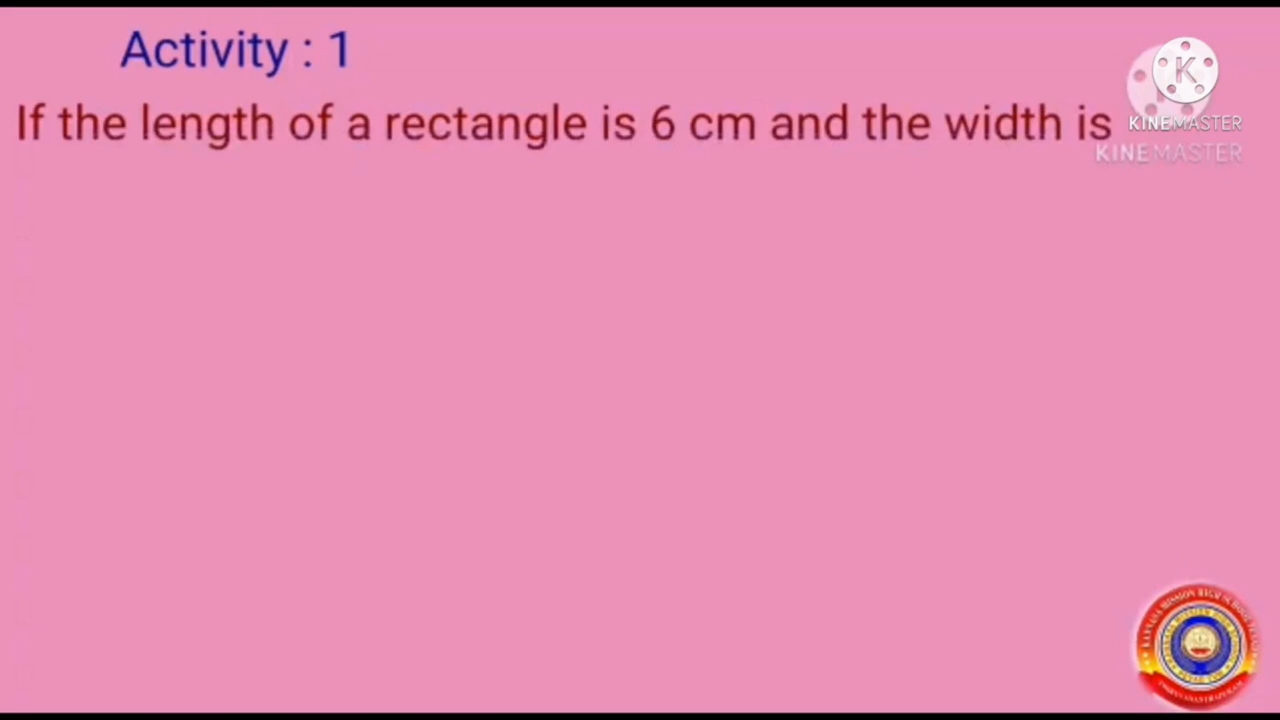 Activity : 1
If the length of a rectangle is 6 cm and the width is
KINEMASTER
KINEMASTER